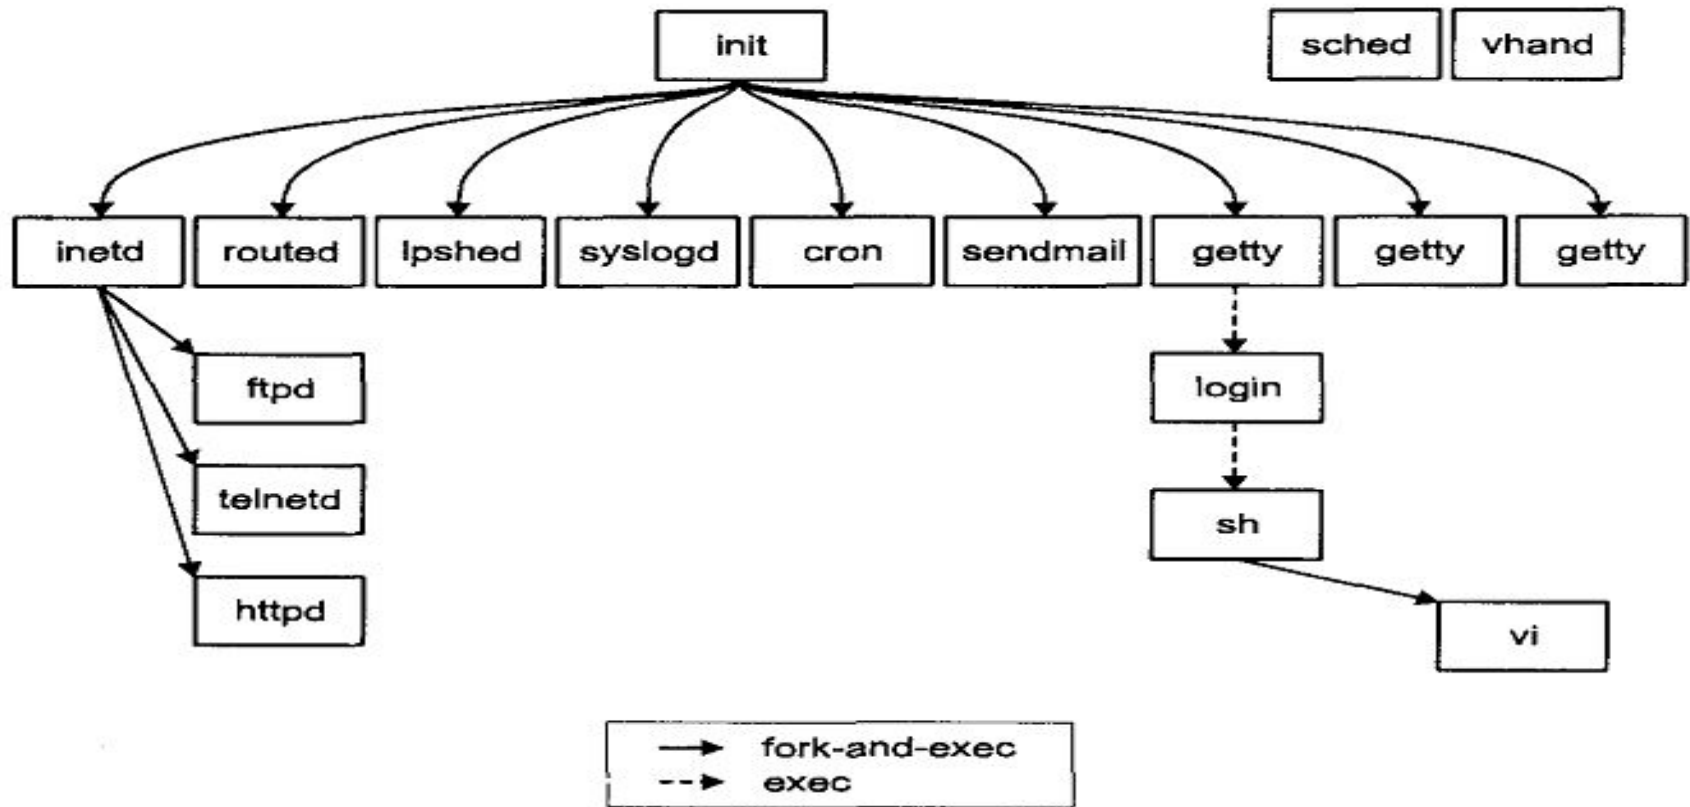 init
sched
vhand
inetd
routed
lpshed
syslogd
cron
sendmail
getty
getty
getty
ftpd
login
telnetd
sh
httpd
vi
fork-and-exec
exec